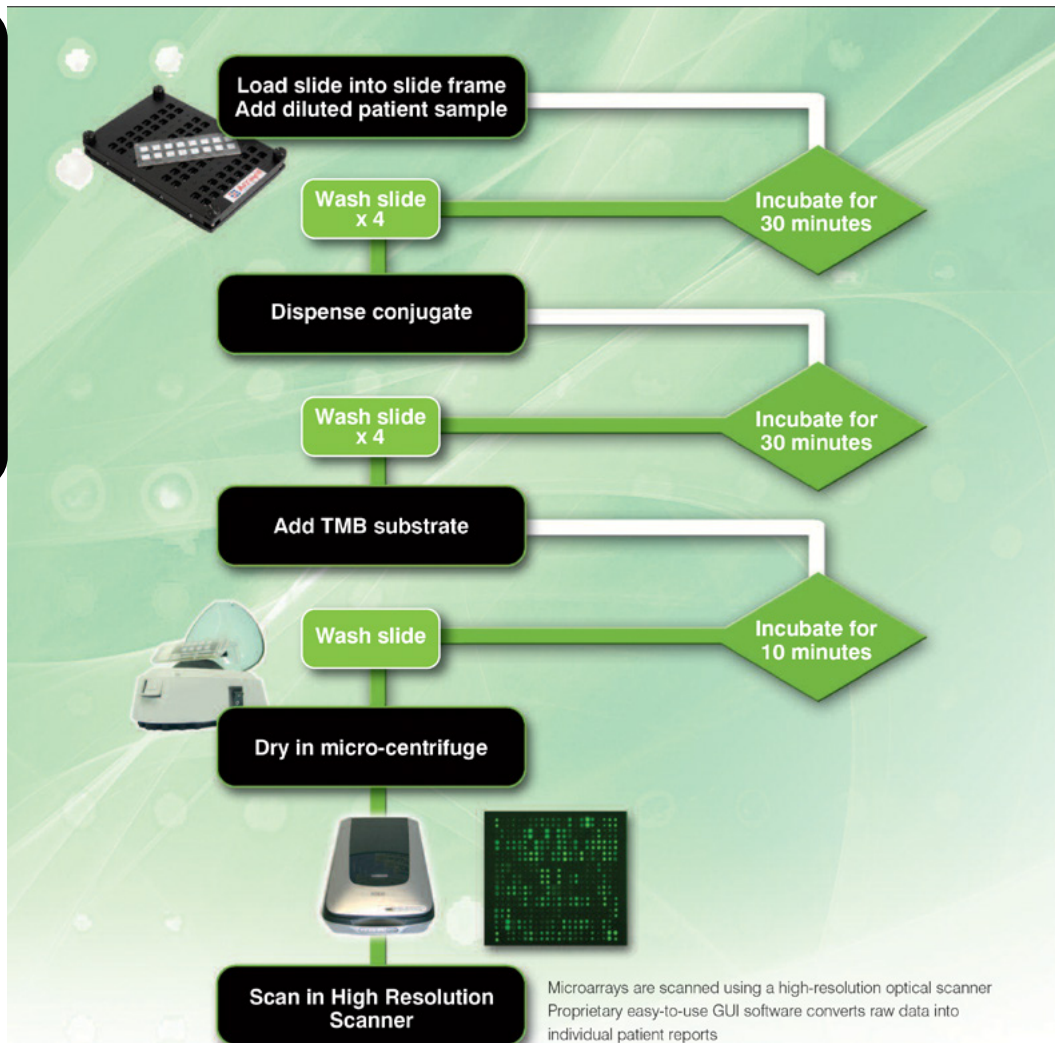 Load slide into slide frame
Add diluted patient sample
Incubate for
30 minutes
Wash slide
x 4
Dispense conjugate
Incubate for
30 minutes
Wash slide
x 4
Add TMB substrate
Incubate for
10 minutes
Wash slide
Dry in micro-centrifuge
Scan in High Resolution
Scanner
Microarrays are scanned using a high-resolution optical scanner
Proprietary easy-to-use GUI software converts raw data into
individual patient reports